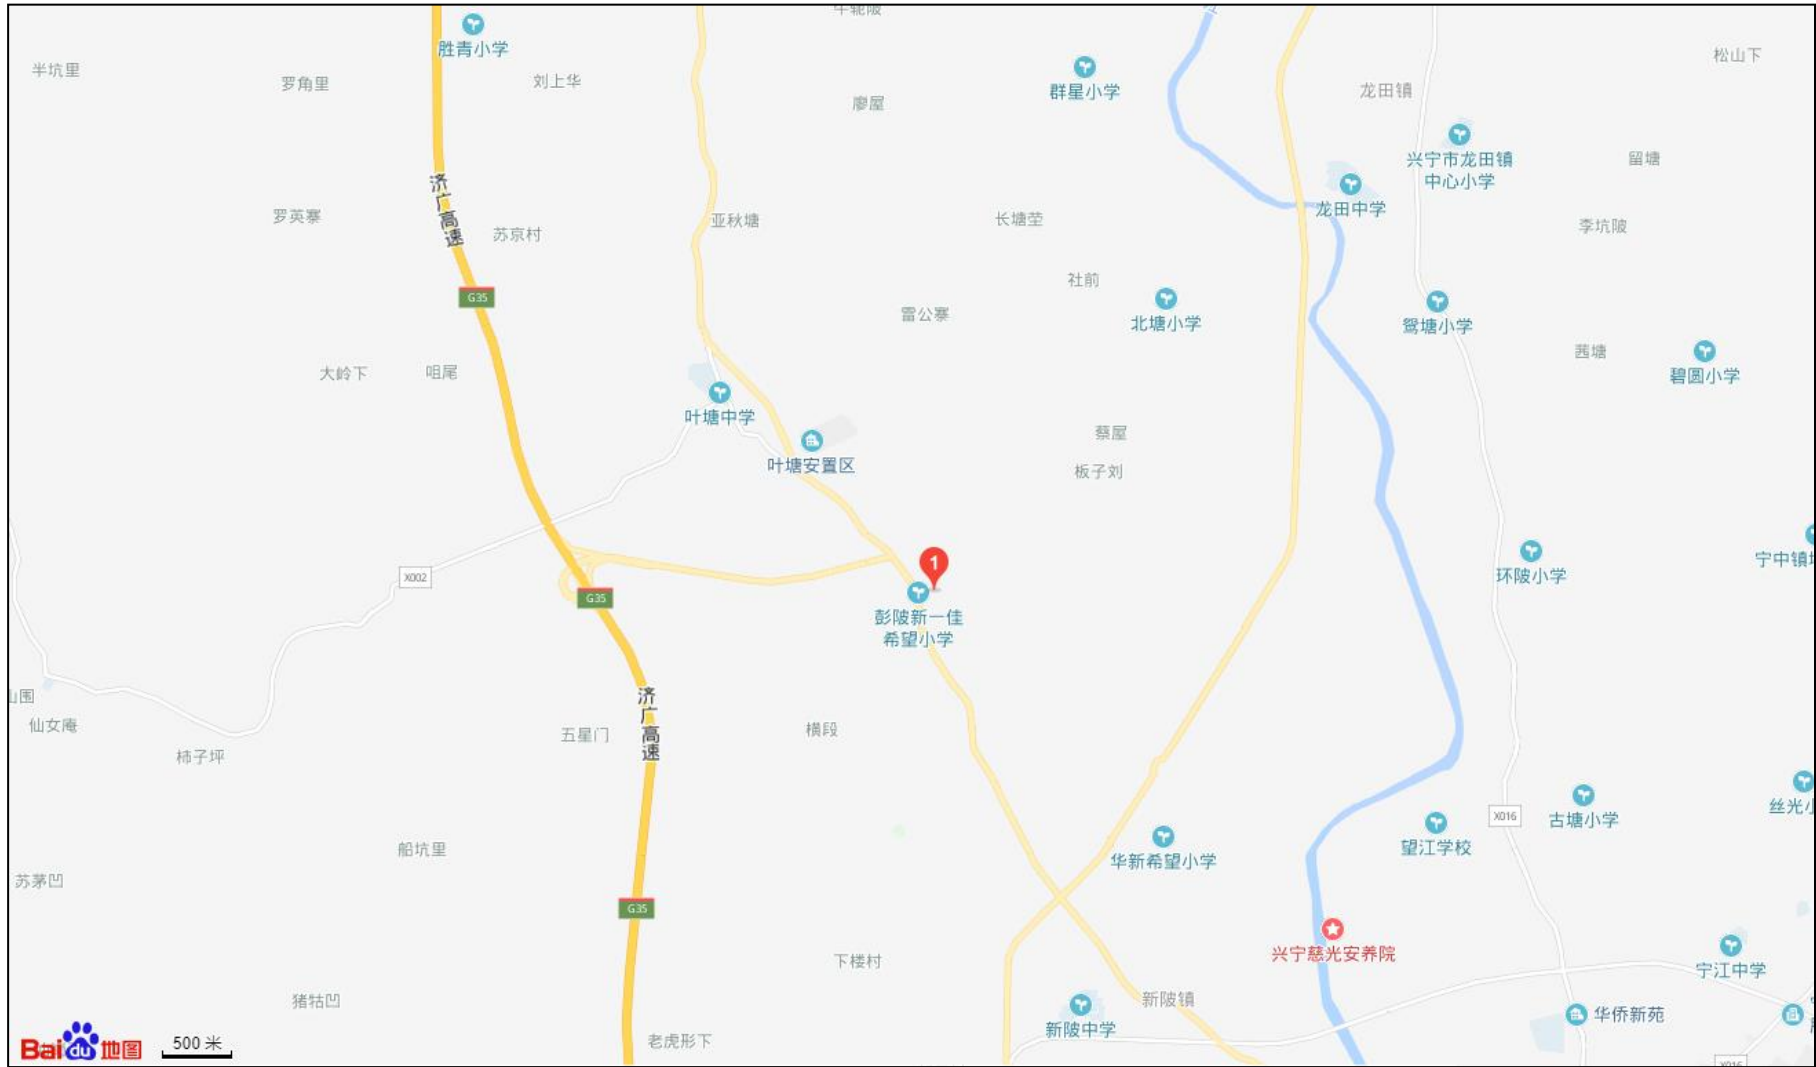 胜青小学
半坑里
罗角里
刘上华
廖屋
群星小学
龙田镇
松山下
兴宁市龙田镇
中心小学
留塘
济广高速
罗英寨
苏京村
亚秋塘
长塘茔
龙田中学
李坑陂
社前
G35
雷公寨
北塘小学
鸳塘小学
茜塘
碧圆小学
大岭下
咀尾
叶塘中学
叶塘安置区
蔡屋
板子刘
1
环陂小学
宁中镇
X002
G35
彭陂新一佳
希望小学
济广高速
山围
仙女庵
柿子坪
五星门
横段
X016
古塘小学
丝光小
船坑里
华新希望小学
望江学校
苏茅凹
G35
兴宁慈光安养院
下楼村
宁江中学
猪牯凹
新陂镇
新陂中学
华侨新苑
老虎形下
Baidu地图
500 米
X016